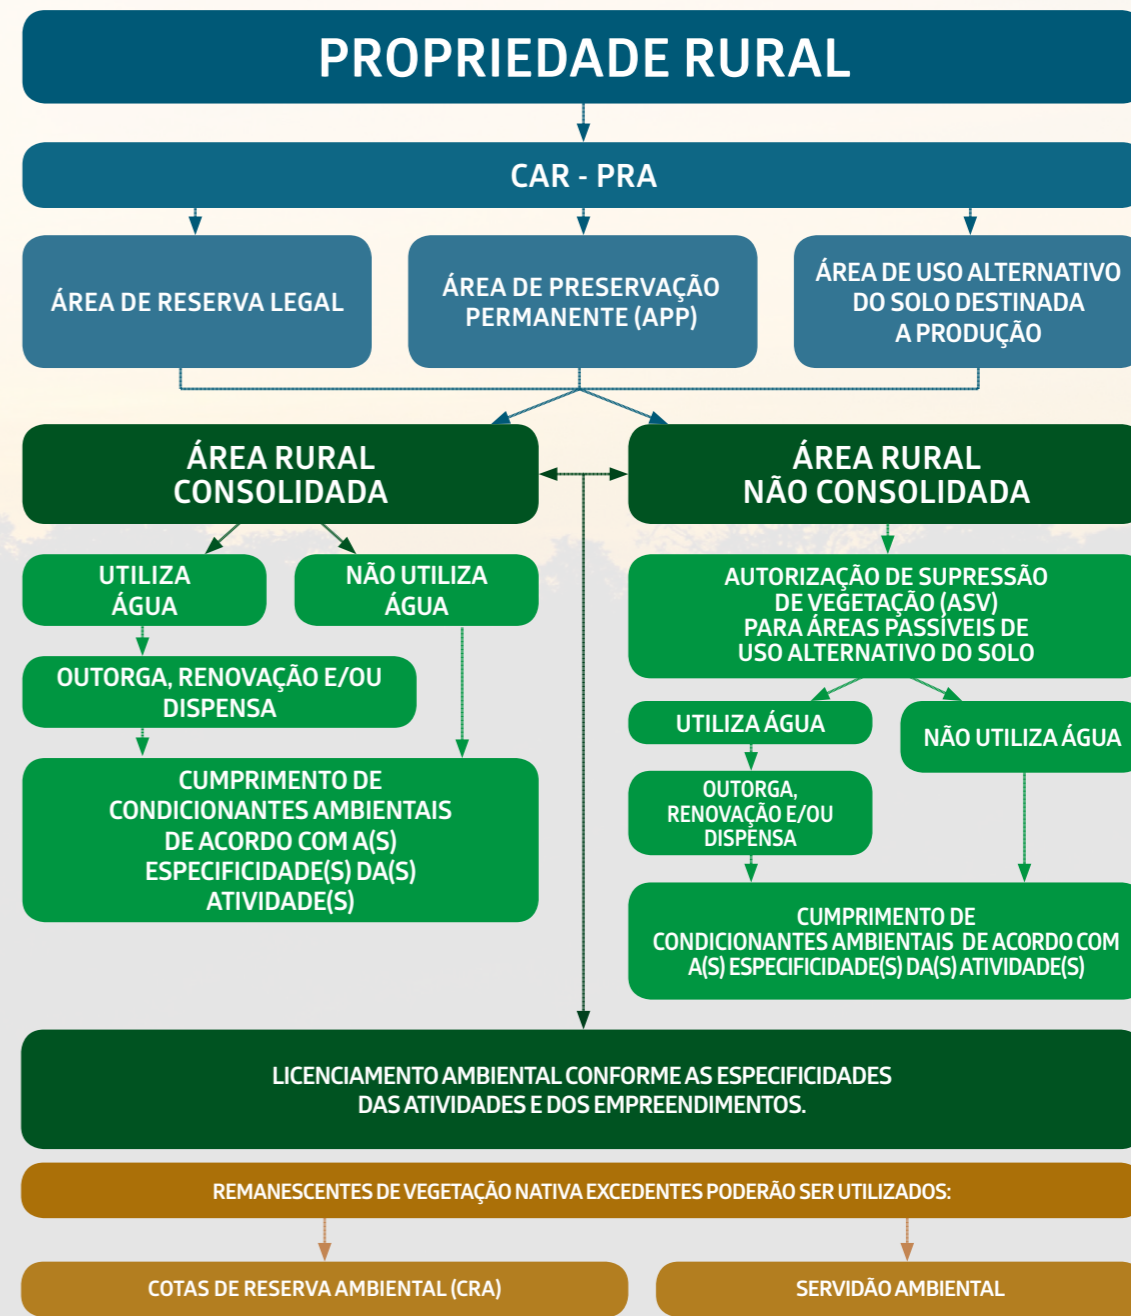 PROPRIEDADE RURAL
CAR - PRA
ÁREA DE RESERVA LEGAL
ÁREA DE PRESERVAÇÃO
PERMANENTE (APP)
ÁREA DE USO ALTERNATIVO
DO SOLO DESTINADA
A PRODUÇÃO
ÁREA RURAL
CONSOLIDADA
ÁREA RURAL
NÃO CONSOLIDADA
UTILIZA
ÁGUA
NÃO UTILIZA
ÁGUA
OUTORGA, RENOVAÇÃO E/OU
DISPENSA
CUMPRIMENTO DE
CONDICIONANTES AMBIENTAIS
DE ACORDO COM A(S)
ESPECIFICIDADE(S) DA(S)
ATIVIDADE(S)
AUTORIZAÇÃO DE SUPRESSÃO
DE VEGETAÇÃO (ASV)
PARA ÁREAS PASSÍVEIS DE
USO ALTERNATIVO DO SOLO
UTILIZA ÁGUA
NÃO UTILIZA ÁGUA
OUTORGA,
RENOVAÇÃO E/OU
DISPENSA
CUMPRIMENTO DE
CONDICIONANTES AMBIENTAIS DE ACORDO COM
A(S) ESPECIFICIDADE(S) DA(S) ATIVIDADE(S)
LICENCIAMENTO AMBIENTAL CONFORME AS ESPECIFICIDADES
DAS ATIVIDADES E DOS EMPREENDIMENTOS.
REMANESCENTES DE VEGETAÇÃO NATIVA EXCEDENTES PODERÃO SER UTILIZADOS:
COTAS DE RESERVA AMBIENTAL (CRA)
SERVIDÃO AMBIENTAL